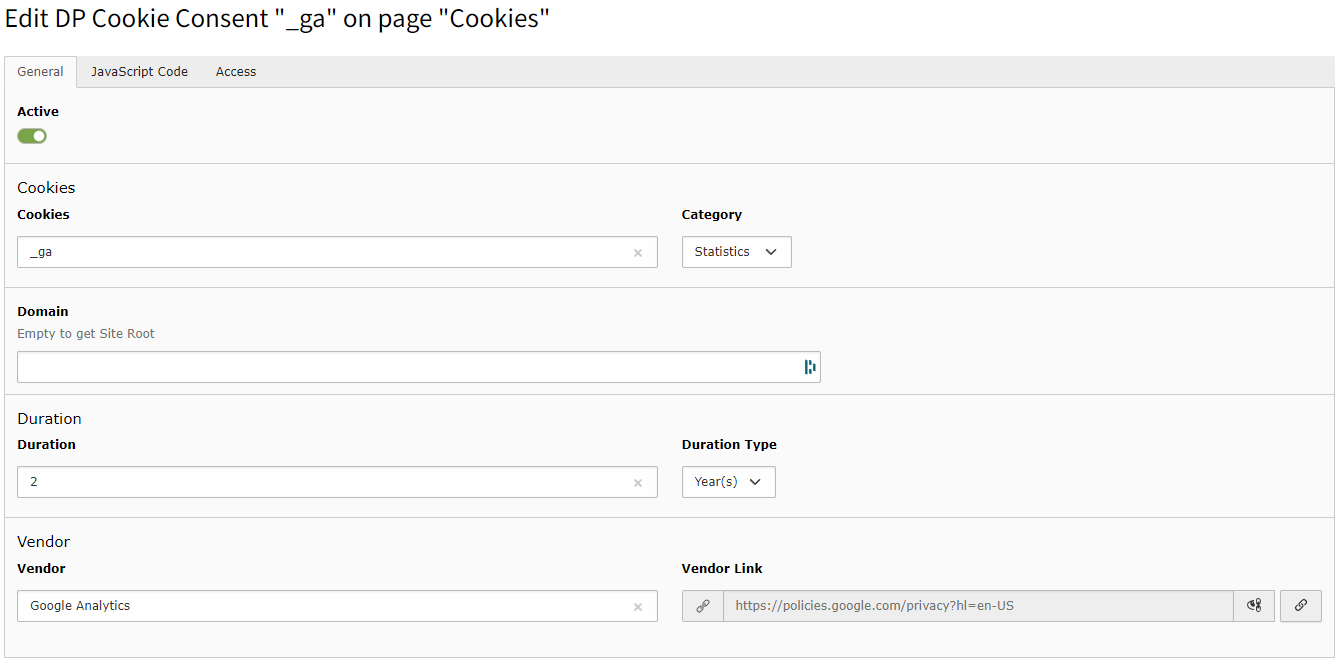 Edit DP Cookie Consent "_ga" on page "Cookies"
General JavaScript Code Access
Active
Cookies
Cookies Category
_ga Statistics
Domain
Empty to get Site Root
Duration
Duration Duration Type
2 Year(s)
Vendor
Vendor Vendor Link
Google Analytics https://policies.google.com/privacy?hl=en-US